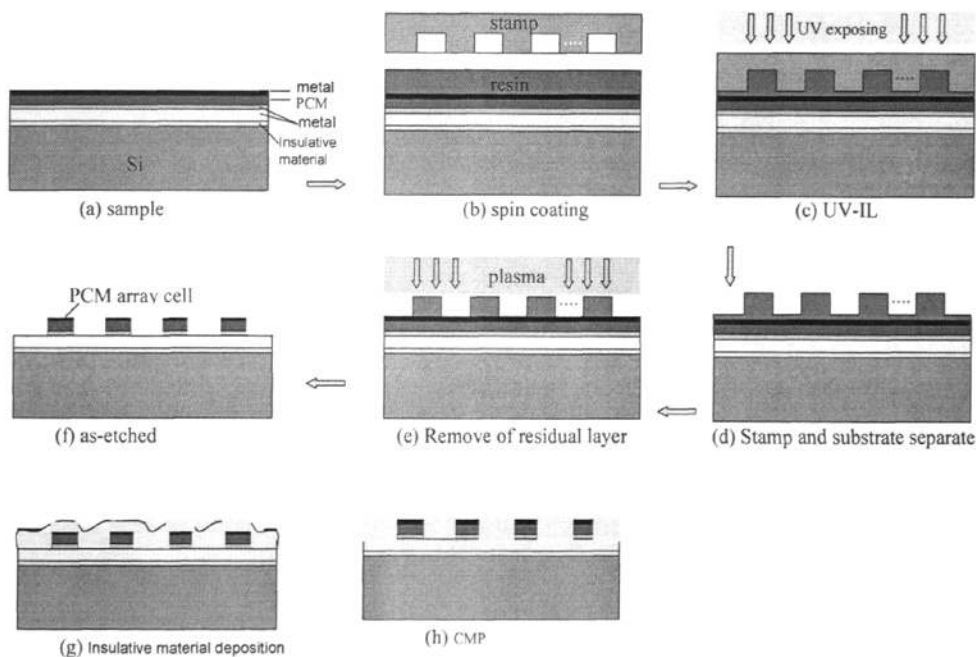 metal
PCM
metal
Insulative
material
Si
(a) sample
stamp
....
resin
(b) spin coating
UV exposing
....
(c) UV-IL
....
(d) Stamp and substrate separate
plasma
....
(e) Remove of residual layer
PCM array cell
(f) as-etched
(g) Insulative material deposition
(h) CMP